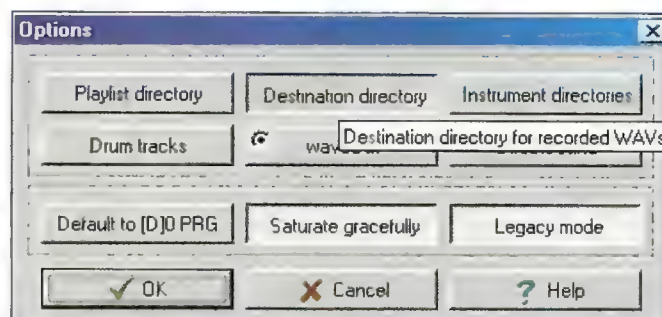 Options
Playlist directory
Destination directory
Instrument directories
Drum tracks
Destination directory for recorded WAVs
Default to [D]0 PRG
Saturate gracefully
Legacy mode
OK
Cancel
? Help